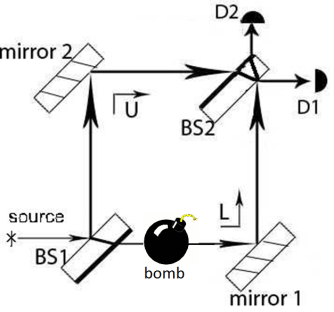 D2
mirror 2
D1
U
BS2
source
L
BS1
bomb
mirror 1